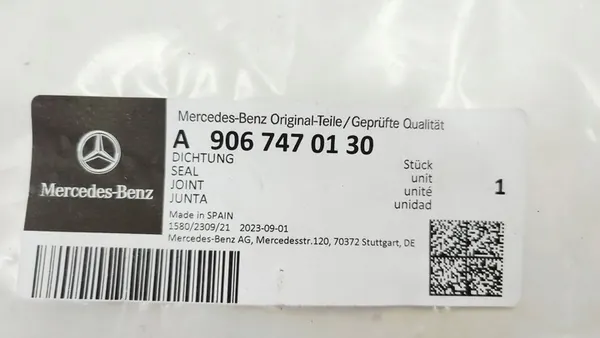 Mercedes-Benz Original-Teile/Geprüfte Qualität
A 906 747 01 30
DICHTUNG Stück
SEAL unit
JOINT unité
JUNTA unidad
1
Mercedes-Benz
Made in SPAIN
1580/2309/21 2023-09-01
Mercedes-Benz AG, Mercedesstr.120, 70372 Stuttgart, DE